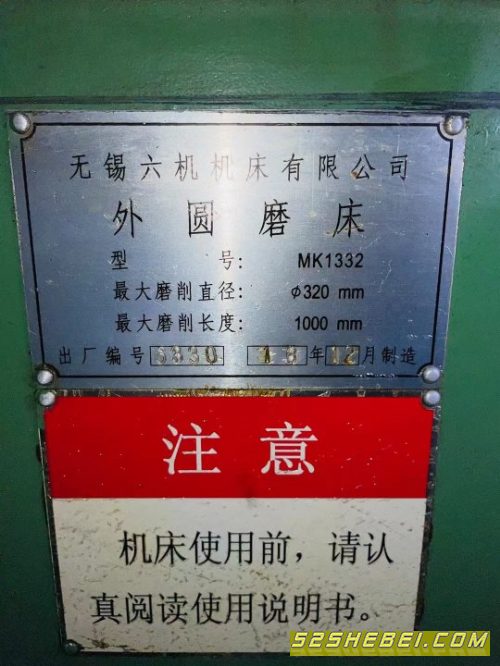 无锡六机机床有限公司
外圆磨床
型号: MK1332
最大磨削直径: φ320 mm
最大磨削长度: 1000 mm
出厂编号 年12月制造
注意
机床使用前，请认
真阅读使用说明书。
52SHEBEI.COM